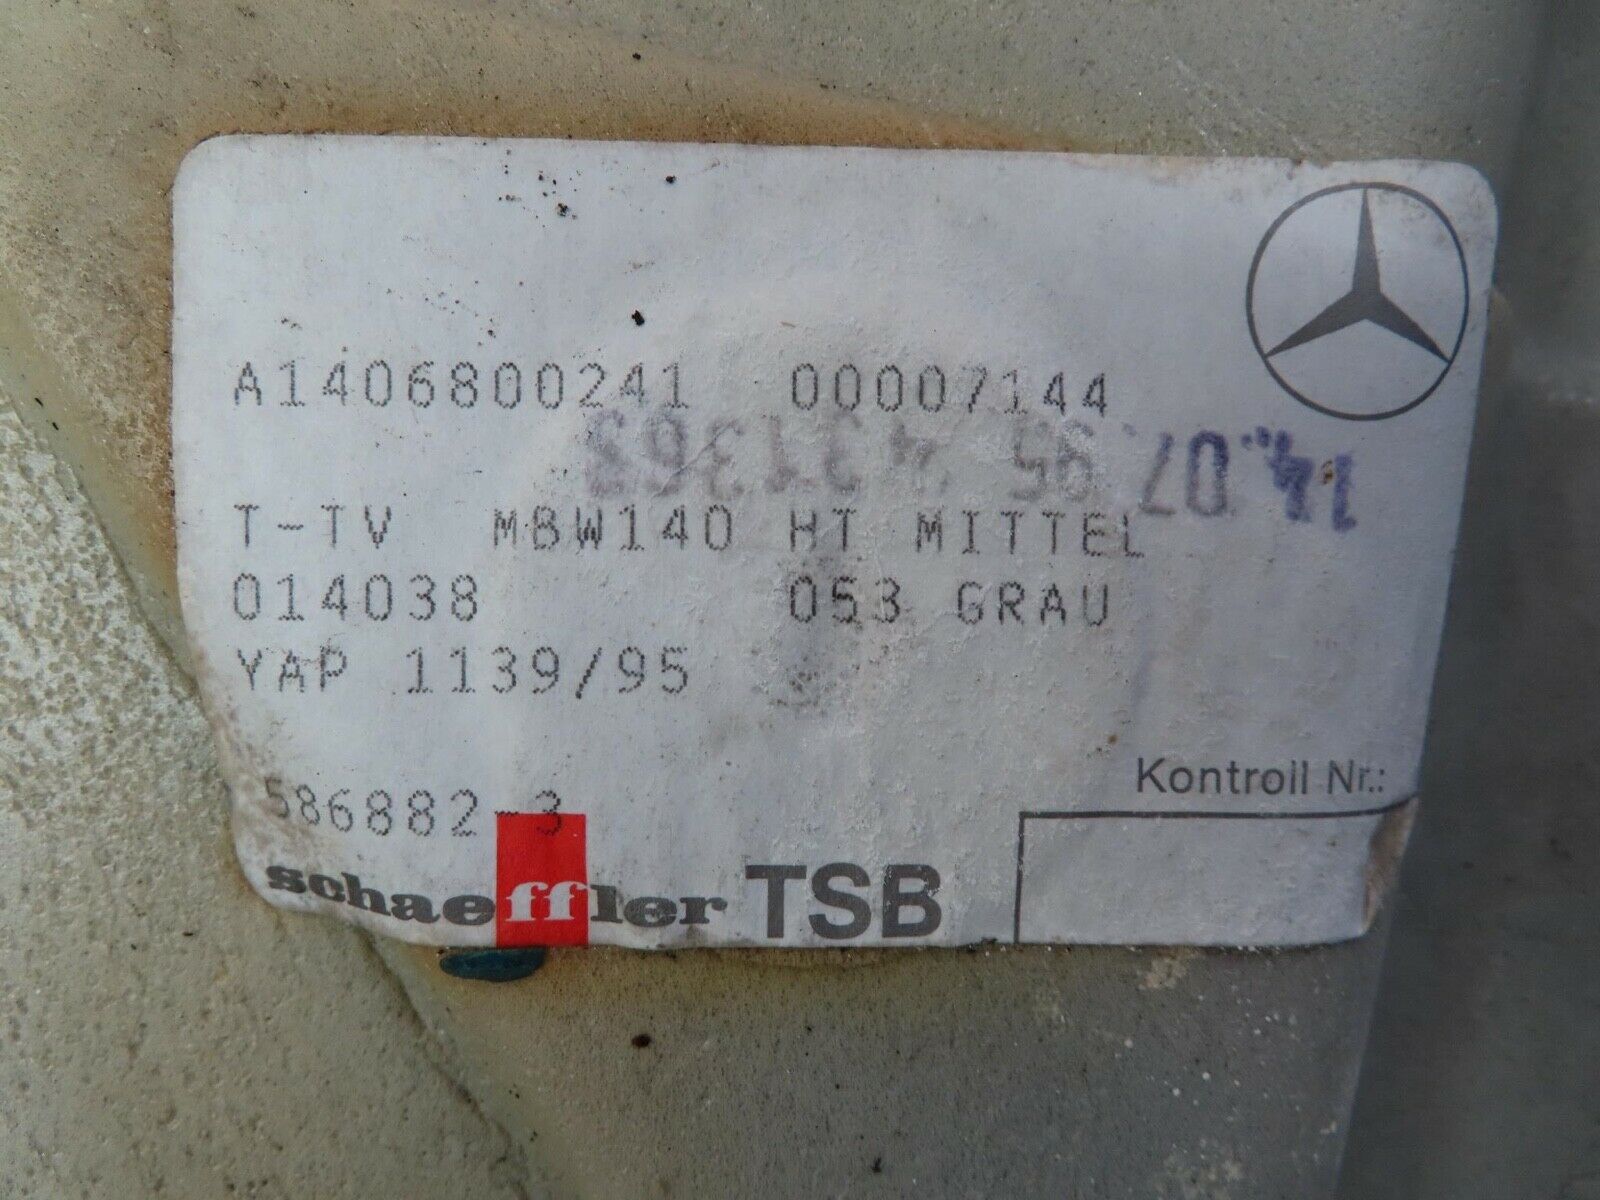 A1406800241 00007144
14.07.95 431363
T-TV MBW140 HT MITTEL
014038 053 GRAU
YAP 1139/95
Kontroll Nr.:
586882-3
schaeffler TSB